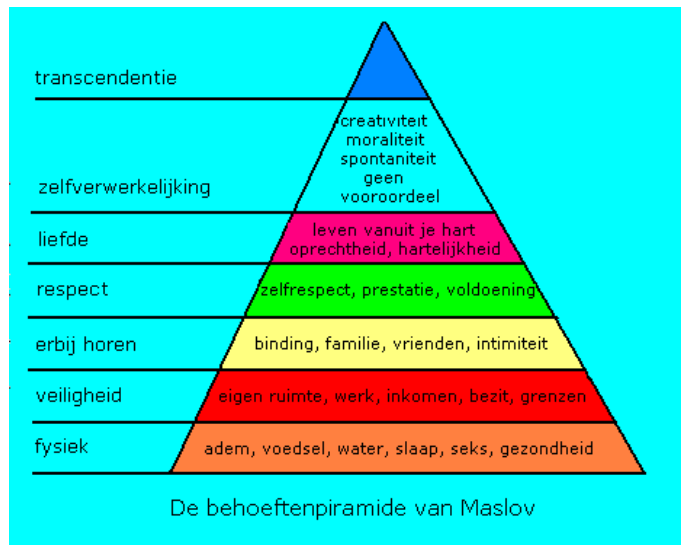 transcendentie
creativiteit
moraliteit
spontaniteit
geen
vooroordeel
zelfverwerkelijking
liefde
leven vanuit je hart
oprechtheid, hartelijkheid
respect
zelfrespect, prestatie, voldoening
erbij horen
binding, familie, vrienden, intimiteit
veiligheid
eigen ruimte, werk, inkomen, bezit, grenzen
fysiek
adem, voedsel, water, slaap, seks, gezondheid
De behoeftenpiramide van Maslov